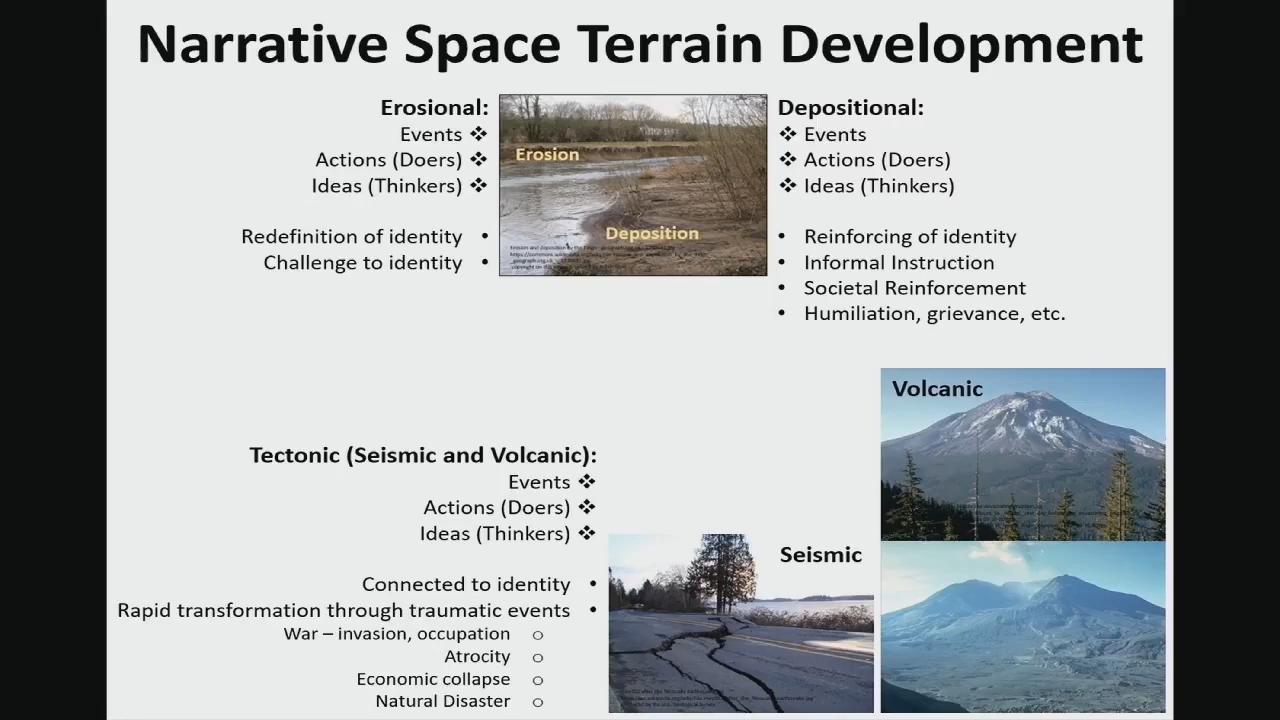 Narrative Space Terrain Development
Erosional:
Events ❖
Actions (Doers) ❖
Ideas (Thinkers) ❖
Redefinition of identity •
Challenge to identity •
Erosion
Deposition
Depositional:
❖ Events
❖ Actions (Doers)
❖ Ideas (Thinkers)
• Reinforcing of identity
• Informal Instruction
• Societal Reinforcement
• Humiliation, grievance, etc.
Tectonic (Seismic and Volcanic):
Events ❖
Actions (Doers) ❖
Ideas (Thinkers) ❖
Connected to identity •
Rapid transformation through traumatic events •
War – invasion, occupation o
Atrocity o
Economic collapse o
Natural Disaster o
Seismic
Volcanic